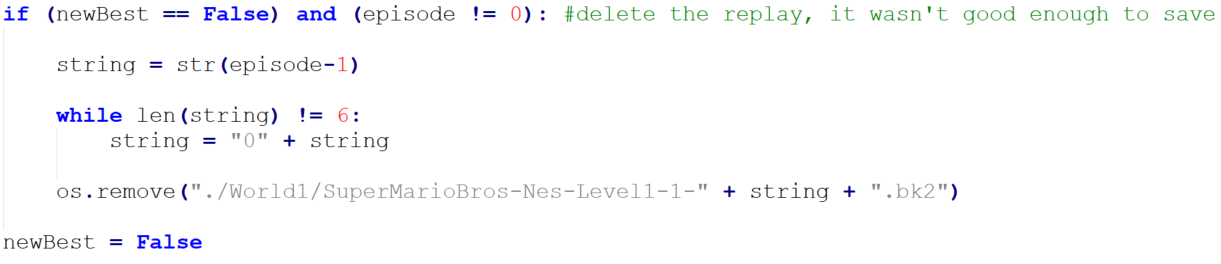 if (newBest == False) and (episode != 0): #delete the replay, it wasn't good enough to save
string = str(episode-1)
while len(string) != 6:
string = "0" + string
os.remove("./World1/SuperMarioBros-Nes-Level1-1-" + string + ".bk2")
newBest = False